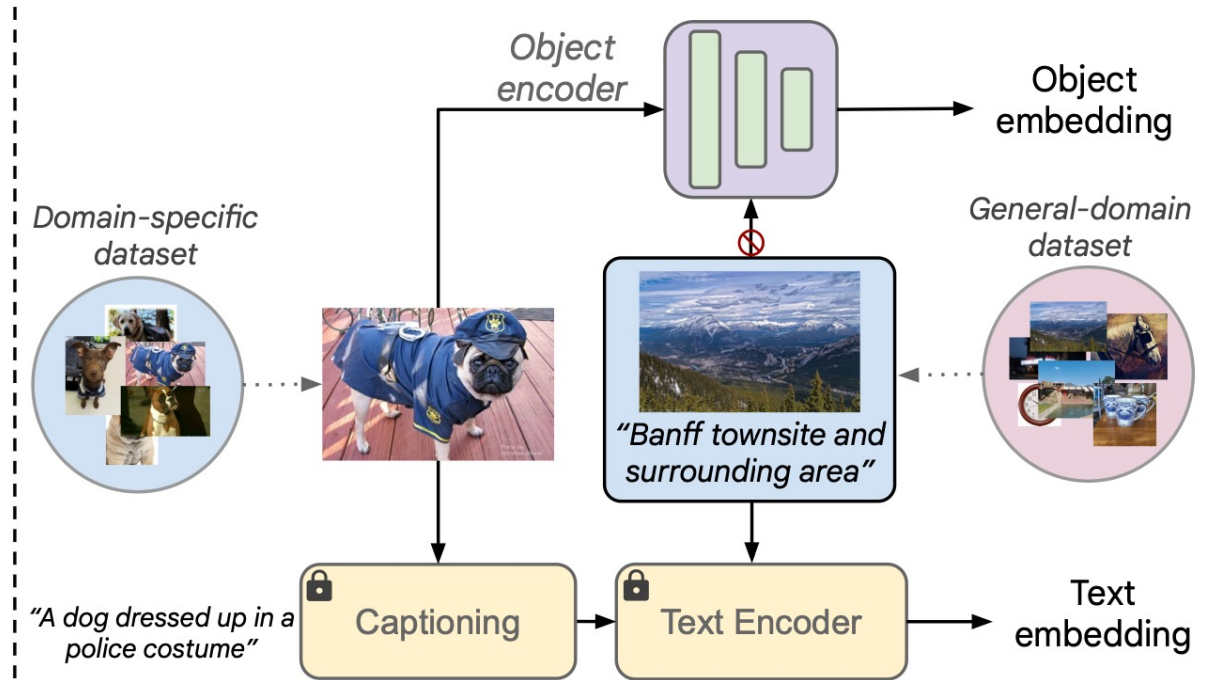 Object
encoder
Object
embedding
Domain-specific
dataset
General-domain
dataset
“Banff townsite and
surrounding area”
“A dog dressed up in a
police costume”
Captioning
Text Encoder
Text
embedding